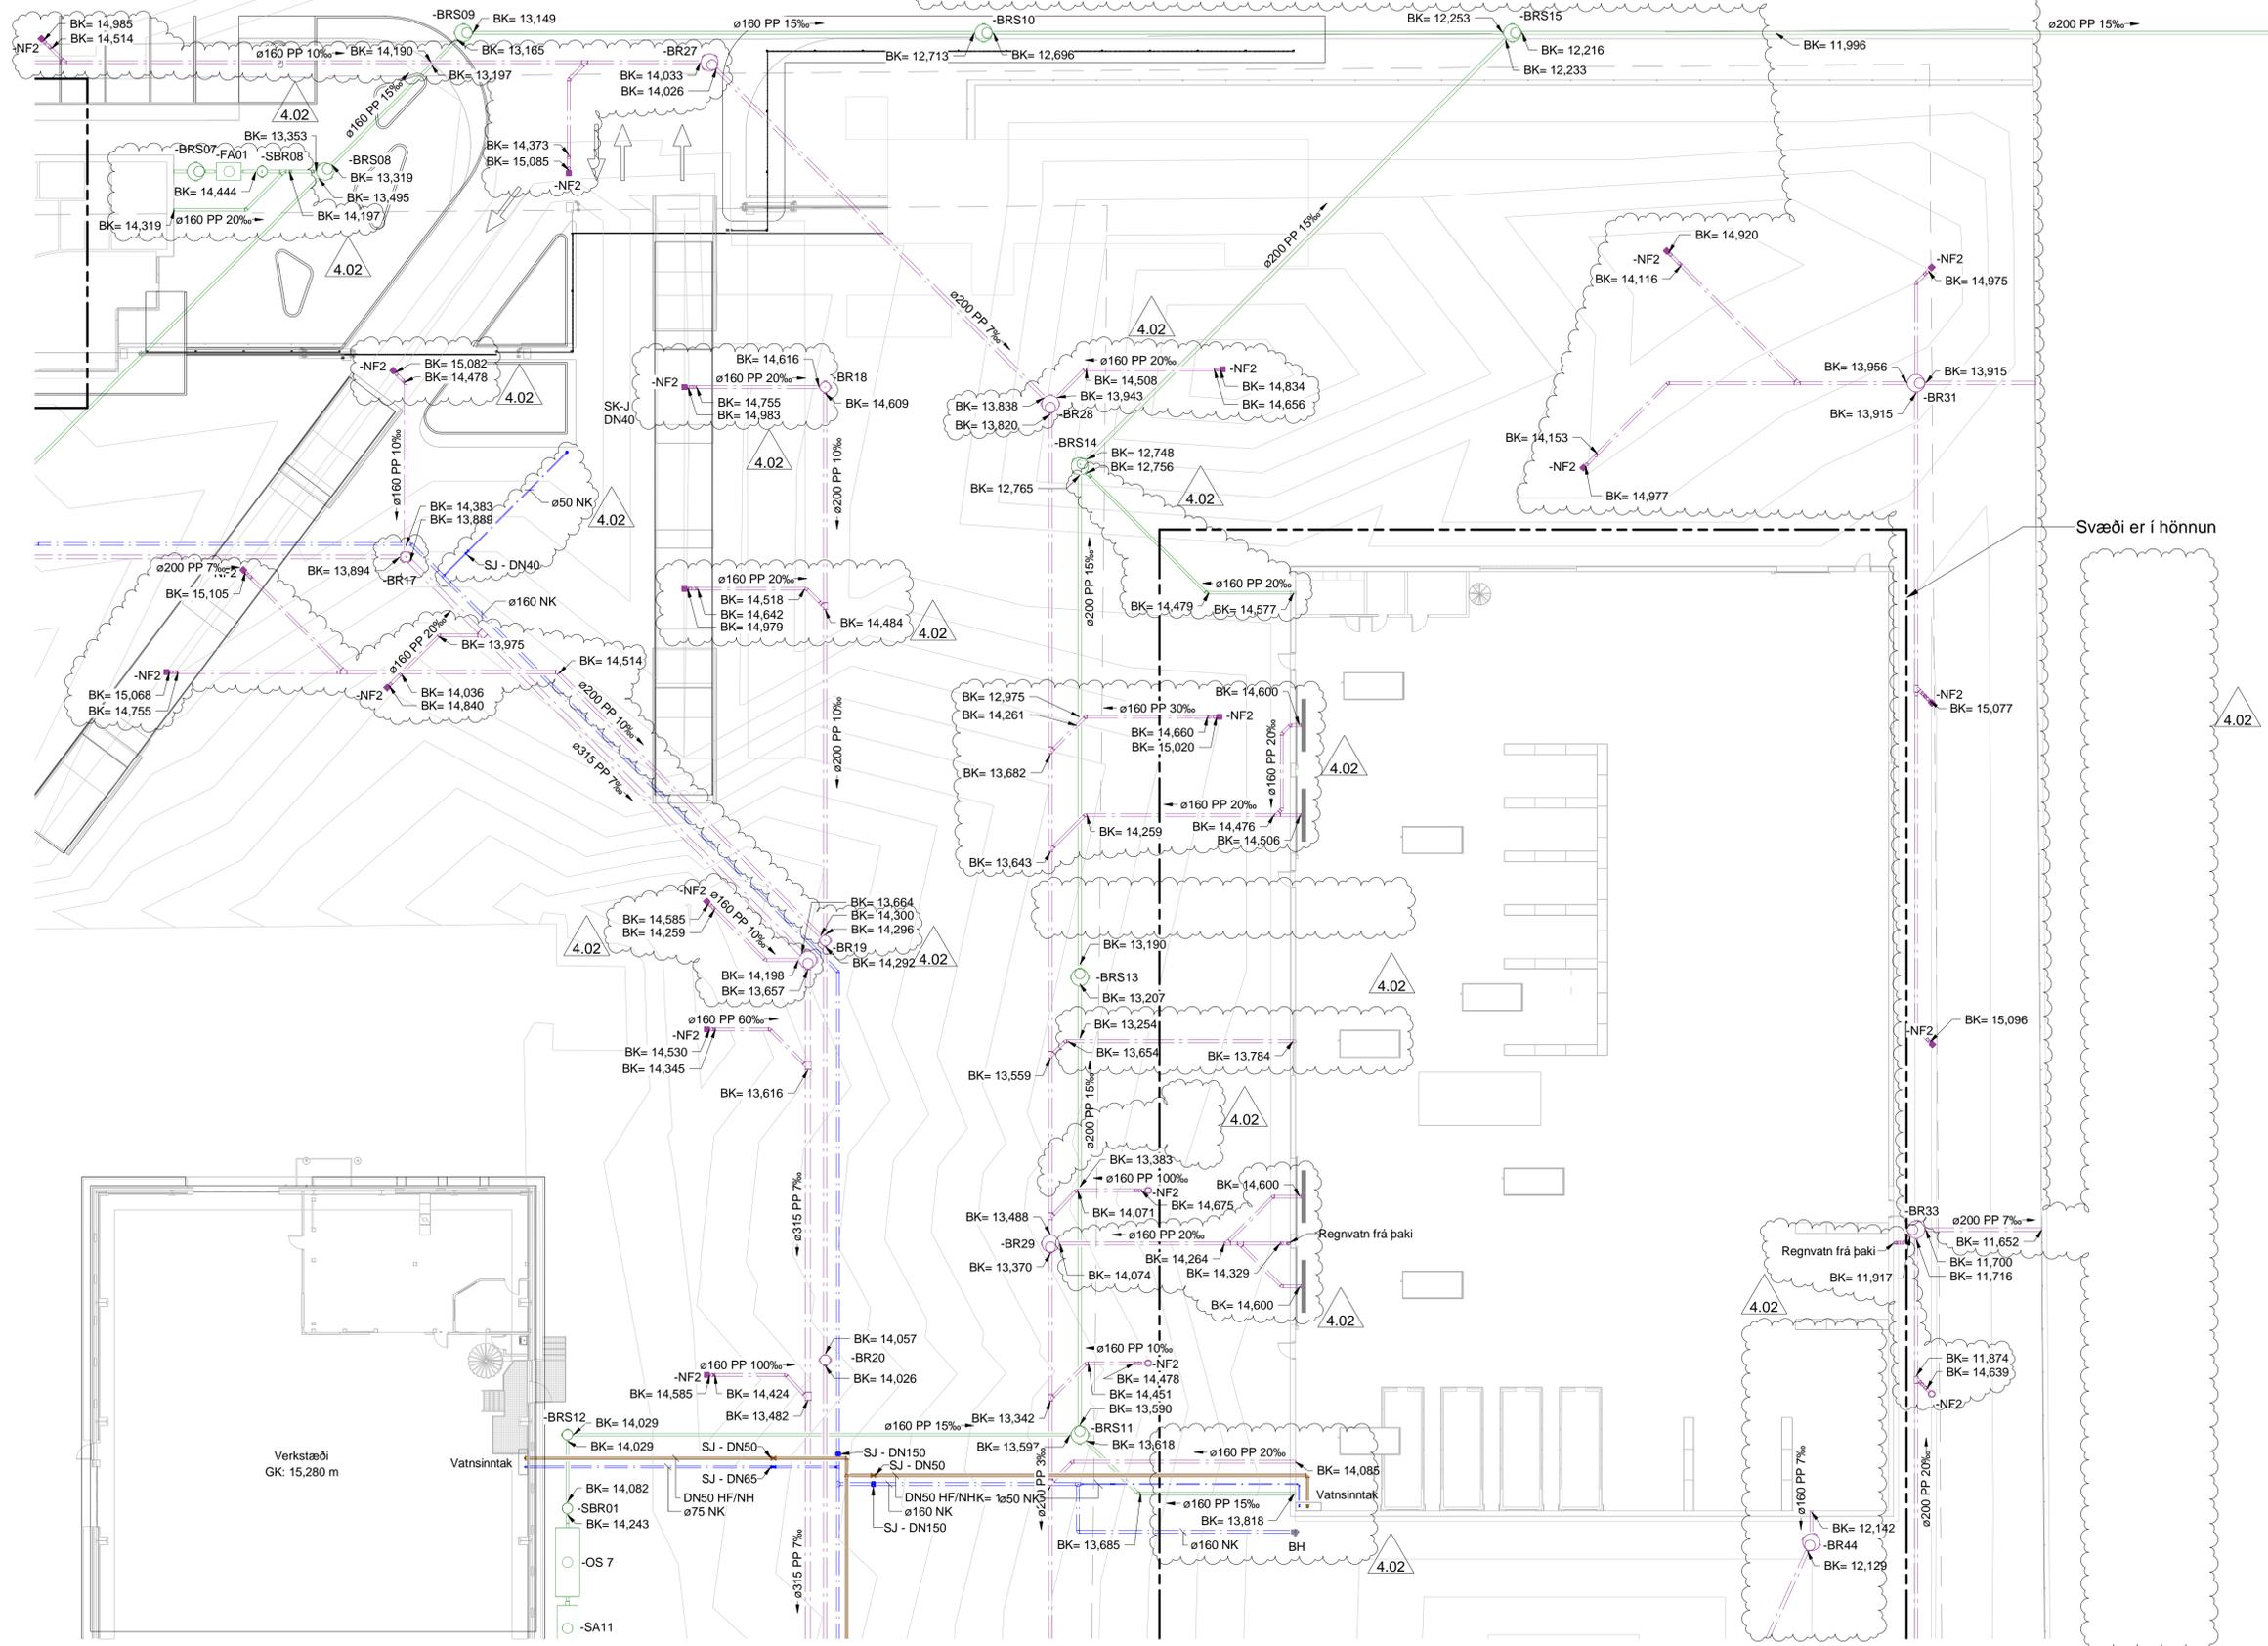 BK= 14,985
BK= 14,514
-NF2
-BRS09
BK= 13,149
ø160 PP 15‰
-BRS10
BK= 12,253
-BRS15
ø200 PP 15‰
ø160 PP 10‰
BK= 14,190
BK= 13,165
-BR27
BK= 12,713
BK= 12,696
BK= 12,216
BK= 12,233
BK= 11,996
BK= 13,197
BK= 14,033
BK= 14,026
ø160 PP 15‰
4.02
BK= 13,353
-BRS07
-FA01
-SBR08
-BRS08
BK= 13,319
BK= 14,444
BK= 13,495
BK= 14,197
ø160 PP 20‰
BK= 14,319
BK= 14,373
BK= 15,085
-NF2
4.02
ø200 PP 15‰
ø200 PP 7‰
BK= 14,920
-NF2
BK= 14,116
-NF2
BK= 14,975
4.02
BK= 15,082
-NF2
BK= 14,478
4.02
BK= 14,616
-NF2
ø160 PP 20‰
-BR18
BK= 14,755
BK= 14,983
BK= 14,609
SK-J
DN40
4.02
ø160 PP 20‰
-NF2
BK= 14,508
BK= 14,834
BK= 13,943
BK= 14,656
BK= 13,838
-BR28
BK= 13,820
BK= 13,956
BK= 13,915
-BR31
BK= 13,915
-BRS14
BK= 12,748
BK= 12,756
BK= 12,765
4.02
BK= 14,153
-NF2
BK= 14,977
ø160 PP 10‰
ø200 PP 10‰
BK= 14,383
BK= 13,889
ø50 NK
4.02
SJ - DN40
BK= 13,894
-BR17
ø200 PP 7‰
-NF2
BK= 15,105
ø160 NK
Svæði er í hönnun
ø200 PP 15‰
ø160 PP 20‰
BK= 14,479
BK= 14,577
ø160 PP 20‰
BK= 14,518
BK= 14,642
BK= 14,979
BK= 14,484
4.02
ø160 PP 20‰
BK= 13,975
BK= 14,514
-NF2
BK= 15,068
BK= 14,755
-NF2
BK= 14,036
BK= 14,840
ø200 PP 10‰
ø315 PP 7‰
ø200 PP 10‰
BK= 12,975
BK= 14,261
BK= 14,600
ø160 PP 30‰
-NF2
BK= 14,660
BK= 15,020
ø160 PP 20‰
BK= 13,682
4.02
-NF2
BK= 15,077
4.02
ø160 PP 20‰
BK= 14,259
BK= 14,476
BK= 14,506
BK= 13,643
-NF2
ø160 PP 10‰
BK= 14,585
BK= 14,259
4.02
BK= 13,664
BK= 14,300
BK= 14,296
-BR19
BK= 14,292
4.02
BK= 14,198
BK= 13,657
BK= 13,190
-BRS13
BK= 13,207
4.02
ø160 PP 60‰
-NF2
BK= 14,530
BK= 14,345
BK= 13,616
BK= 13,254
BK= 13,654
BK= 13,784
BK= 13,559
ø200 PP 15‰
-NF2
BK= 15,096
4.02
ø315 PP 7‰
BK= 13,383
ø160 PP 100‰
-NF2
BK= 14,600
BK= 14,675
BK= 14,071
BK= 13,488
-BR29
ø160 PP 20‰
Regnvatn frá þaki
BK= 14,264
BK= 14,329
BK= 13,370
BK= 14,074
BK= 14,600
4.02
-BR33
ø200 PP 7‰
BK= 11,652
Regnvatn frá þaki
BK= 11,700
BK= 11,716
BK= 11,917
4.02
BK= 14,057
-BR20
BK= 14,026
ø160 PP 100‰
-NF2
BK= 14,585
BK= 14,424
BK= 13,482
ø160 PP 10‰
-NF2
BK= 14,478
BK= 14,451
BK= 13,342
BK= 13,590
BK= 11,874
BK= 14,639
-NF2
-BRS12
BK= 14,029
BK= 14,029
ø160 PP 15‰
-BRS11
BK= 13,597
BK= 13,618
Verkstæði
GK: 15,280 m
Vatnsinntak
SJ - DN50
SJ - DN65
SJ - DN150
SJ - DN50
ø160 PP 20‰
BK= 14,085
ø200 PP 3‰
DN50 HF/NH
ø75 NK
DN50 HF/NH
ø50 NK
ø160 NK
SJ - DN150
Vatnsinntak
ø160 PP 15‰
BK= 13,818
BK= 13,685
ø160 NK
BH
4.02
BK= 14,082
-SBR01
BK= 14,243
-OS 7
-SA11
ø315 PP 7‰
ø160 PP 7‰
ø200 PP 20‰
BK= 12,142
-BR44
BK= 12,129